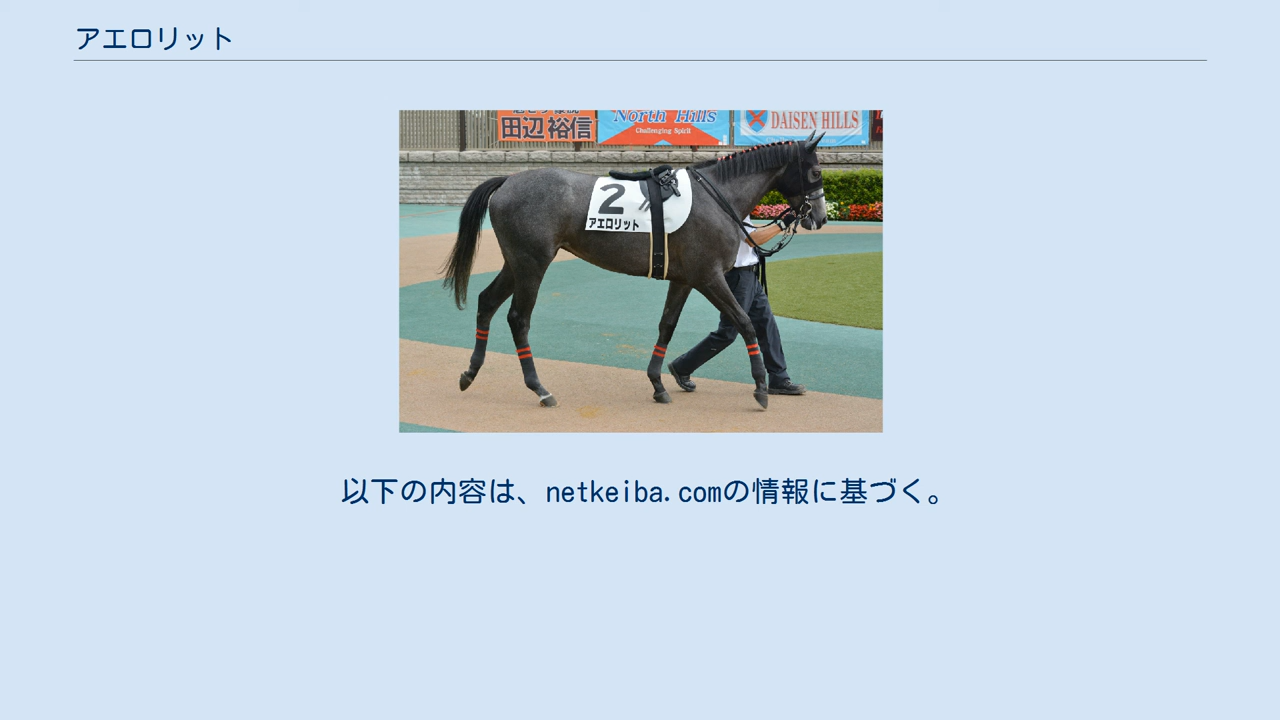 アエロリット
田辺裕信
North Hills
Challenging Spirit
DAISEN HILLS
2
アエロリット
以下の内容は、netkeiba.comの情報に基づく。